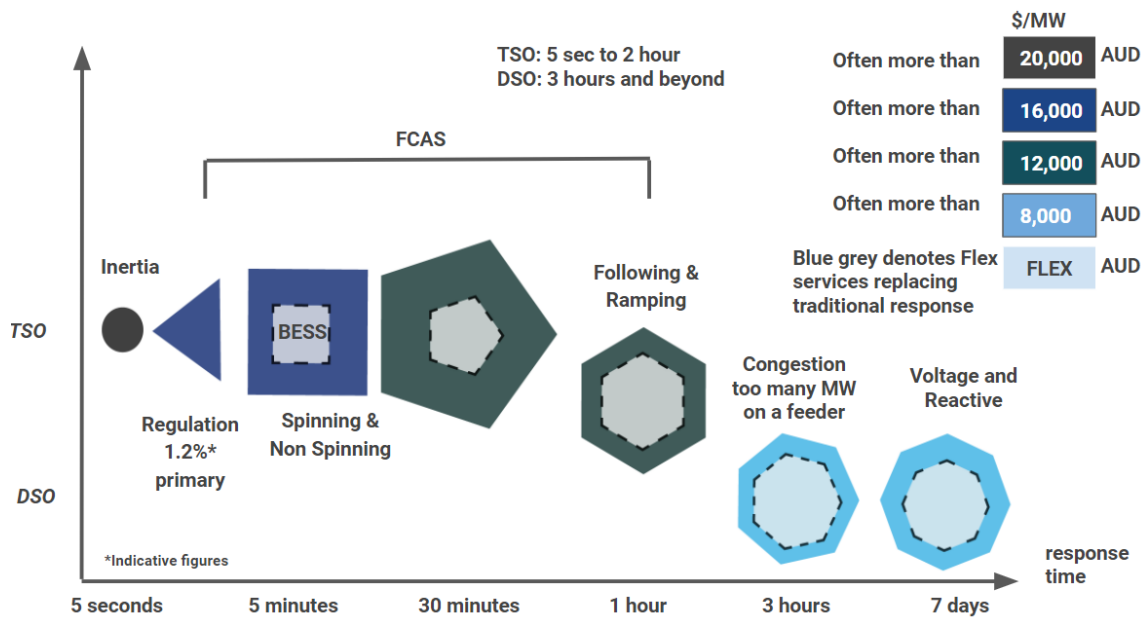 $/MW
Often more than 20,000 AUD
Often more than 16,000 AUD
Often more than 12,000 AUD
Often more than 8,000 AUD
Blue grey denotes Flex
services replacing
traditional response
FLEX AUD
TSO: 5 sec to 2 hour
DSO: 3 hours and beyond
FCAS
Inertia
Following &
Ramping
TSO
BESS
Congestion
too many MW
on a feeder
Voltage and
Reactive
Regulation
1.2%*
primary
Spinning &
Non Spinning
DSO
*Indicative figures
response
time
5 seconds
5 minutes
30 minutes
1 hour
3 hours
7 days